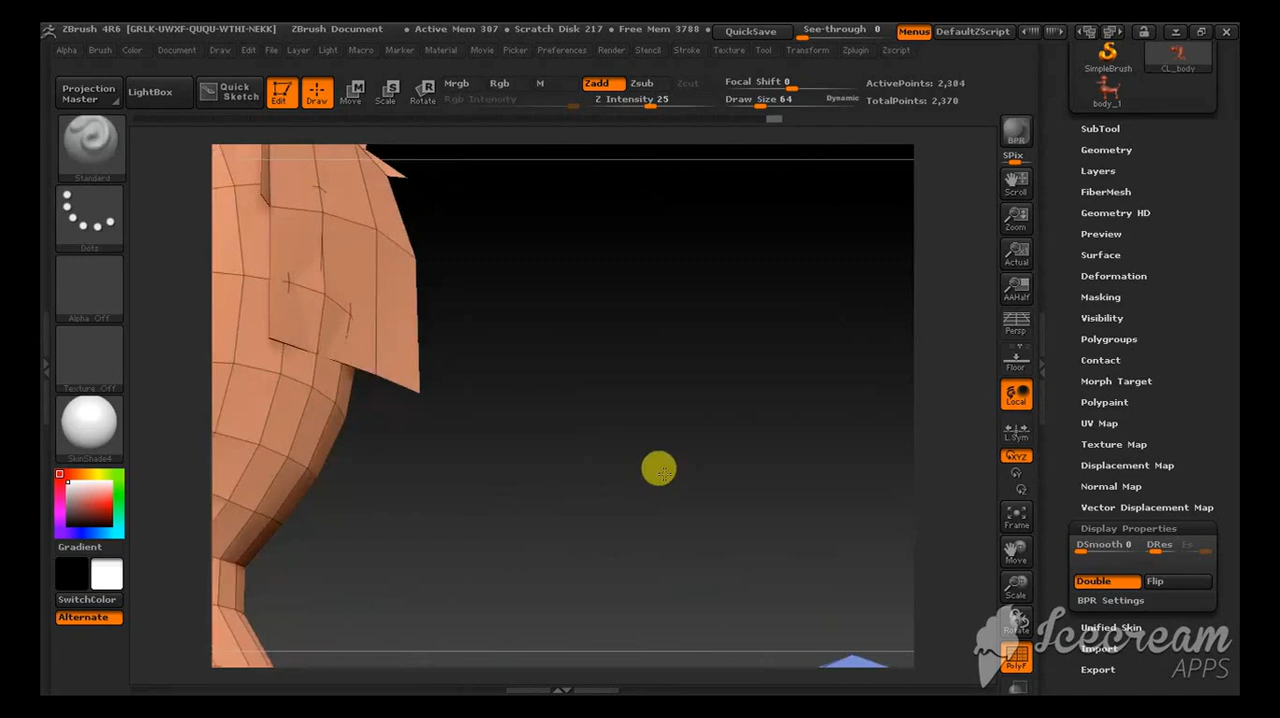 ZBrush 4R6 [GRLK-UWXF-QUQU-WTHI-NEKK] ZBrush Document • Active Mem 307 • Scratch Disk 217 • Free Mem 3788 • QuickSave See-through 0 Menus DefaultZScript
Alpha Brush Color Document Draw Edit File Layer Light Macro Marker Material Movie Picker Preferences Render Stencil Stroke Texture Tool Transform Zplugin Zscript
Projection Master
LightBox
Quick Sketch
Edit
Draw
Move
Scale
Rotate
Mrgb Rgb M
Rgb Intensity
Zadd Zsub Zcut
Z Intensity 25
Focal Shift 0
Draw Size 64 Dynamic
ActivePoints: 2,304
TotalPoints: 2,370
Standard
Dots
Alpha Off
Texture Off
SkinShade4
Gradient
SwitchColor
Alternate
BPR
SPix
Scroll
Zoom
Actual
AAHalf
Persp
Floor
Local
L.Sym
XYZ
Frame
Move
Scale
Rotate
PolyF
SimpleBrush
CL_body
body_1
SubTool
Geometry
Layers
FiberMesh
Geometry HD
Preview
Surface
Deformation
Masking
Visibility
Polygroups
Contact
Morph Target
Polypaint
UV Map
Texture Map
Displacement Map
Normal Map
Vector Displacement Map
Display Properties
DSmooth 0 DRes Es
Double Flip
BPR Settings
Unified Skin
Import
Export
Icecream
APPS